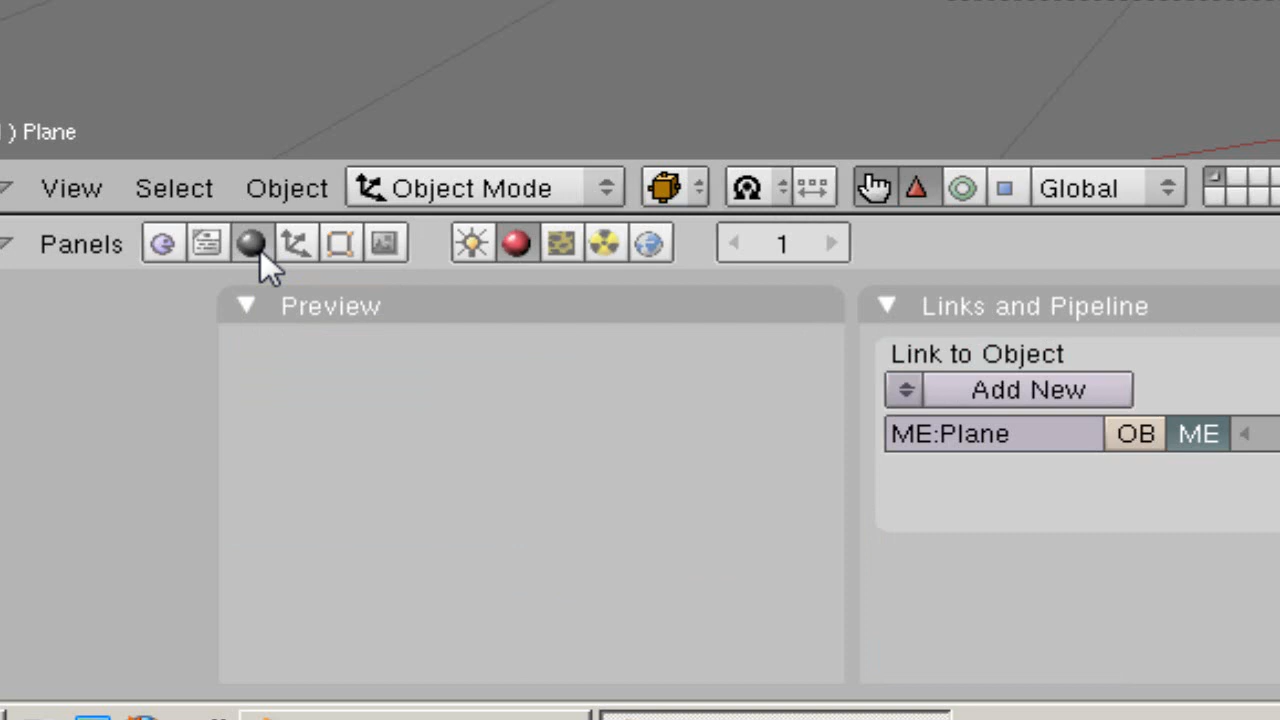 ) Plane
View Select Object Object Mode Global
Panels 1
Preview
Links and Pipeline
Link to Object
Add New
ME:Plane OB ME